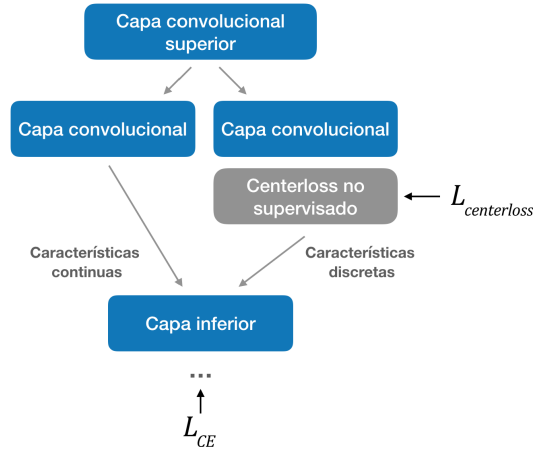 Capa convolucional
superior
Capa convolucional
Capa convolucional
Centerloss no
supervisado
L_centerloss
Características
continuas
Características
discretas
Capa inferior
...
L_CE